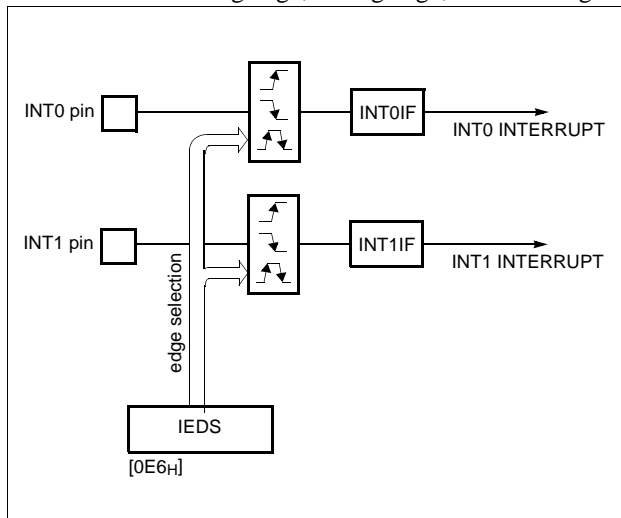 INT0 pin
INT0IF
INT0 INTERRUPT
INT1 pin
INT1IF
INT1 INTERRUPT
edge selection
IEDS
[0E6H]